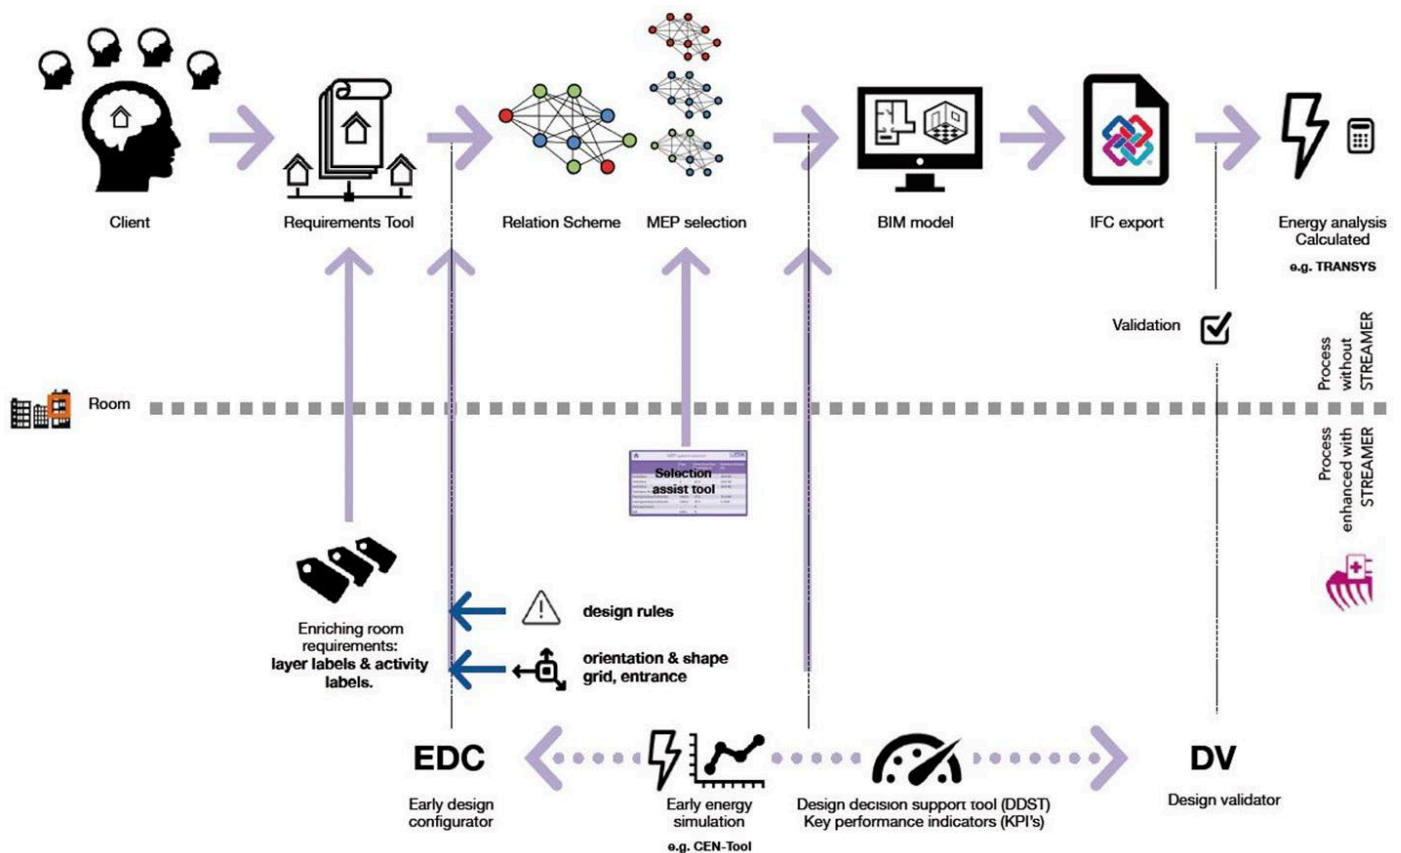 Client
Requirements Tool
Relation Scheme
MEP selection
BIM model
IFC export
Energy analysis
Calculated
e.g. TRANSYS
Validation
Process
without
STREAMER
Room
Process
enhanced with
STREAMER
Selection
assist tool
Enriching room
requirements:
layer labels & activity
labels.
design rules
orientation & shape
grid, entrance
EDC
Early design
configurator
Early energy
simulation
e.g. CEN-Tool
Design decision support tool (DDST)
Key performance indicators (KPI's)
DV
Design validator